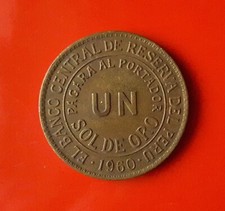 EL BANCO CENTRAL DE RESERVA DEL PERU
PAGARA AL PORTADOR
UN
SOL DE ORO
·1960·